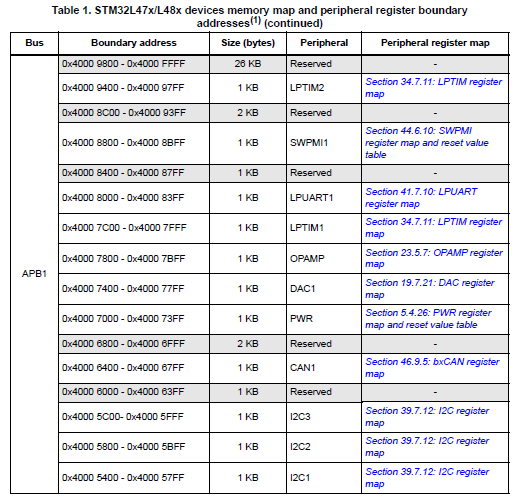 Table 1. STM32L47x/L48x devices memory map and peripheral register boundary
addresses(1) (continued)
Bus Boundary address Size (bytes) Peripheral Peripheral register map
0x4000 9800 - 0x4000 FFFF 26 KB Reserved -
0x4000 9400 - 0x4000 97FF 1 KB LPTIM2 Section 34.7.11: LPTIM register
map
0x4000 8C00 - 0x4000 93FF 2 KB Reserved -
0x4000 8800 - 0x4000 8BFF 1 KB SWPMI1 Section 44.6.10: SWPMI
register map and reset value
table
0x4000 8400 - 0x4000 87FF 1 KB Reserved -
0x4000 8000 - 0x4000 83FF 1 KB LPUART1 Section 41.7.10: LPUART
register map
0x4000 7C00 - 0x4000 7FFF 1 KB LPTIM1 Section 34.7.11: LPTIM register
map
APB1 0x4000 7800 - 0x4000 7BFF 1 KB OPAMP Section 23.5.7: OPAMP register
map
0x4000 7400 - 0x4000 77FF 1 KB DAC1 Section 19.7.21: DAC register
map
0x4000 7000 - 0x4000 73FF 1 KB PWR Section 5.4.26: PWR register
map and reset value table
0x4000 6800 - 0x4000 6FFF 2 KB Reserved -
0x4000 6400 - 0x4000 67FF 1 KB CAN1 Section 46.9.5: bxCAN register
map
0x4000 6000 - 0x4000 63FF 1 KB Reserved -
0x4000 5C00- 0x4000 5FFF 1 KB I2C3 Section 39.7.12: I2C register
map
0x4000 5800 - 0x4000 5BFF 1 KB I2C2 Section 39.7.12: I2C register
map
0x4000 5400 - 0x4000 57FF 1 KB I2C1 Section 39.7.12: I2C register
map